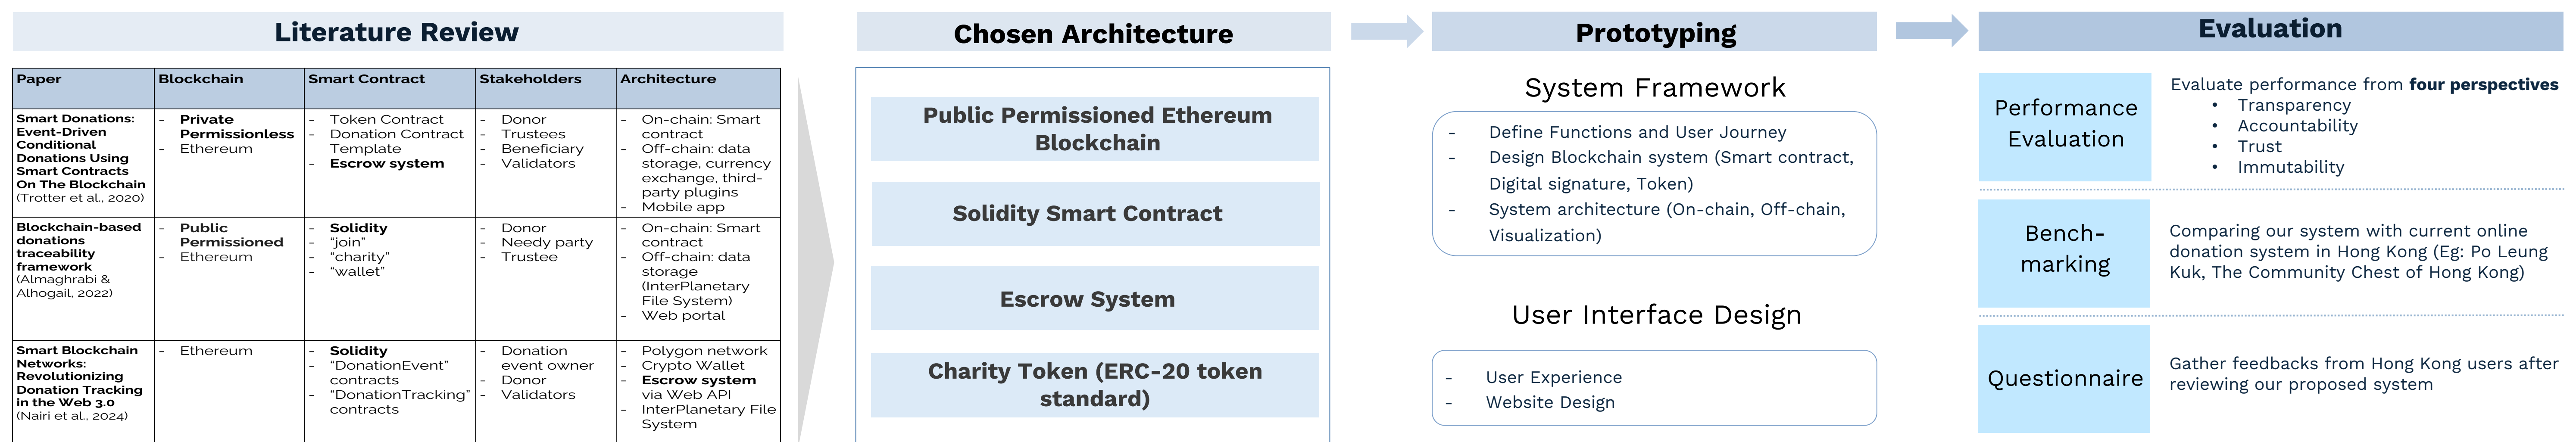 Literature Review
Paper
Blockchain
Smart Contract
Stakeholders
Architecture
Smart Donations:
Event-Driven
Conditional
Donations Using
Smart Contracts
On The Blockchain
(Trotter et al., 2020)
- Private
Permissionless
- Ethereum
- Token Contract
- Donation Contract
Template
- Escrow system
- Donor
- Trustees
- Beneficiary
- Validators
- On-chain: Smart
contract
- Off-chain: data
storage, currency
exchange, third-
party plugins
- Mobile app
Blockchain-based
donations
traceability
framework
(Almaghrabi &
Alhogail, 2022)
- Public
Permissioned
- Ethereum
- Solidity
- “join”
- “charity”
- “wallet”
- Donor
- Needy party
- Trustee
- On-chain: Smart
contract
- Off-chain: data
storage
(InterPlanetary
File System)
- Web portal
Smart Blockchain
Networks:
Revolutionizing
Donation Tracking
in the Web 3.0
(Nairi et al., 2024)
- Ethereum
- Solidity
- “DonationEvent”
contracts
- “DonationTracking”
contracts
- Donation
event owner
- Donor
- Validators
- Polygon network
- Crypto Wallet
- Escrow system
via Web API
- InterPlanetary File
System
Chosen Architecture
Public Permissioned Ethereum
Blockchain
Solidity Smart Contract
Escrow System
Charity Token (ERC-20 token
standard)
Prototyping
System Framework
- Define Functions and User Journey
- Design Blockchain system (Smart contract,
Digital signature, Token)
- System architecture (On-chain, Off-chain,
Visualization)
User Interface Design
- User Experience
- Website Design
Evaluation
Performance
Evaluation
Evaluate performance from four perspectives
• Transparency
• Accountability
• Trust
• Immutability
Bench-
marking
Comparing our system with current online
donation system in Hong Kong (Eg: Po Leung
Kuk, The Community Chest of Hong Kong)
Questionnaire
Gather feedbacks from Hong Kong users after
reviewing our proposed system